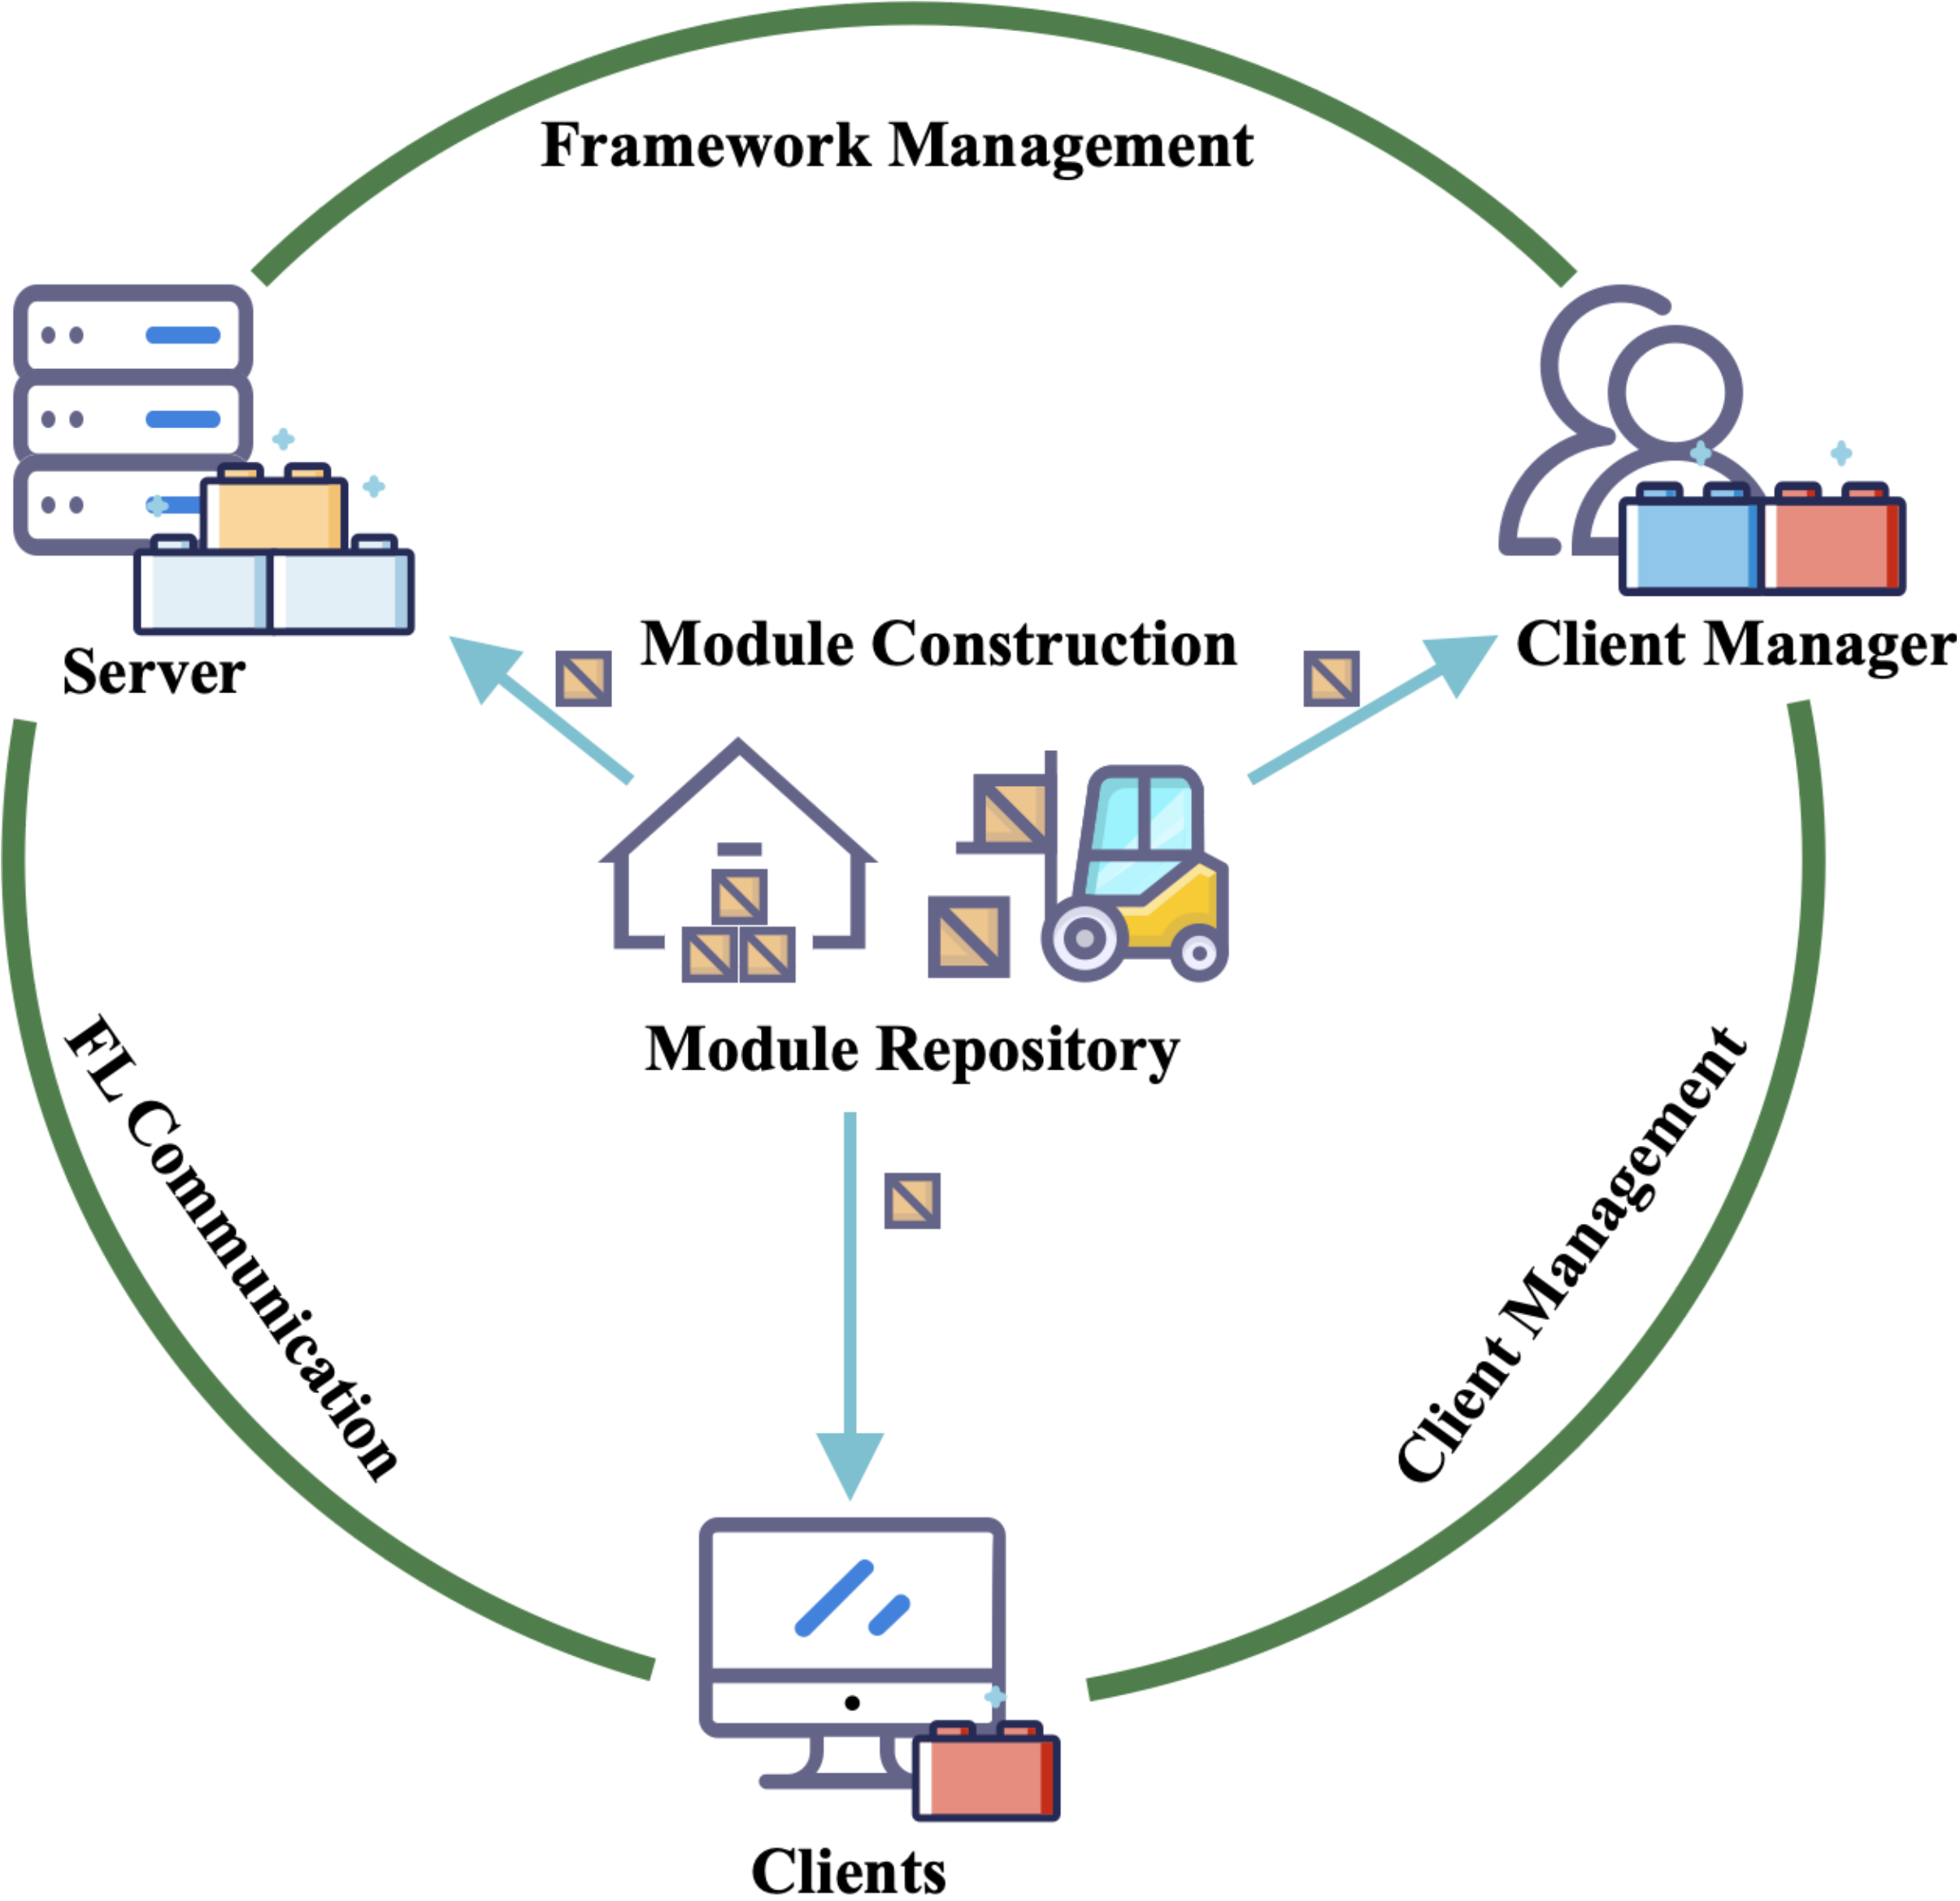 Framework Management
Server
Module Construction
Client Manager
Module Repository
FL Communication
Client Management
Clients